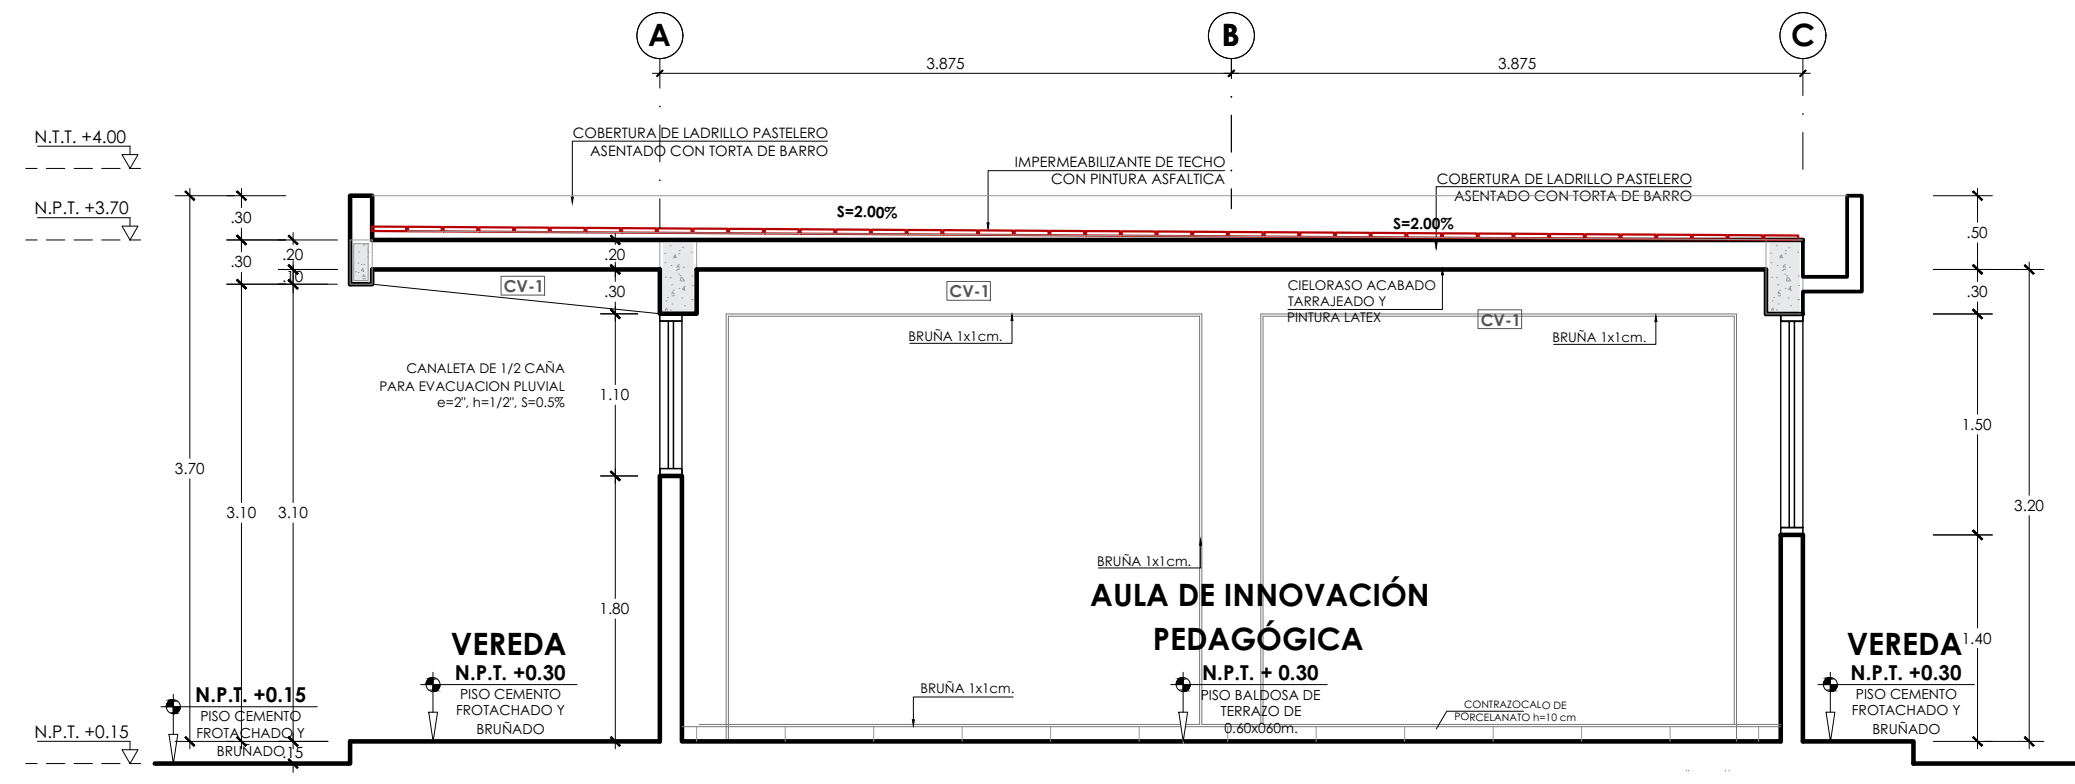 A
B
C
3.875
3.875
N.T.T. +4.00
COBERTURA DE LADRILLO PASTELERO
ASENTADO CON TORTA DE BARRO
IMPERMEABILIZANTE DE TECHO
CON PINTURA ASFALTICA
COBERTURA DE LADRILLO PASTELERO
ASENTADO CON TORTA DE BARRO
N.P.T. +3.70
S=2.00%
S=2.00%
.30
.50
.30
.20
.10
.20
.30
.30
CV-1
CV-1
CV-1
CIELORASO ACABADO
TARRAJEADO Y
PINTURA LATEX
BRUÑA 1x1cm.
BRUÑA 1x1cm.
CANALETA DE 1/2 CAÑA
PARA EVACUACION PLUVIAL
e=2", h=1/2", S=0.5%
1.10
1.50
3.70
3.10
3.10
3.20
BRUÑA 1x1cm.
1.80
1.40
AULA DE INNOVACIÓN
PEDAGÓGICA
N.P.T. + 0.30
PISO BALDOSA DE
TERRAZO DE
0.60x060m.
VEREDA
N.P.T. +0.30
PISO CEMENTO
FROTACHADO Y
BRUÑADO
VEREDA
N.P.T. +0.30
PISO CEMENTO
FROTACHADO Y
BRUÑADO
N.P.T. +0.15
PISO CEMENTO
FROTACHADO Y
BRUÑADO
.15
BRUÑA 1x1cm.
CONTRAZOCALO DE
PORCELANATO h=10 cm
N.P.T. +0.15